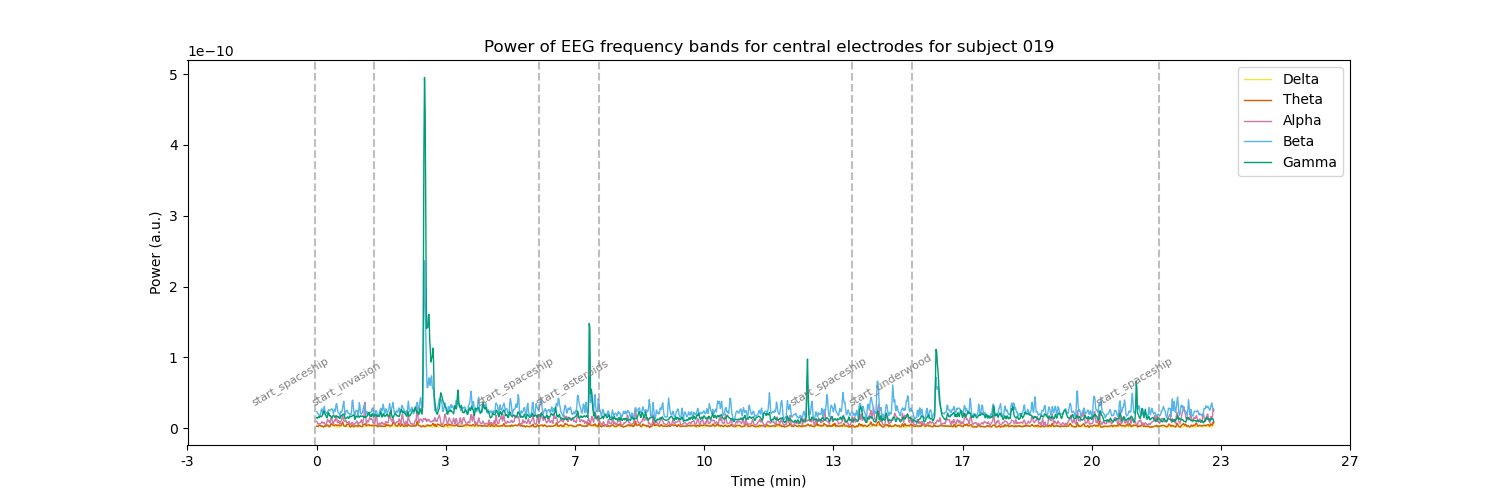 Power of EEG frequency bands for central electrodes for subject 019
1e−10
5
4
3
2
1
0
Power (a.u.)
Delta
Theta
Alpha
Beta
Gamma
start_spaceship
start_invasion
start_spaceship
start_asteroids
start_spaceship
start_underwood
start_spaceship
-3 0 3 7 10 13 17 20 23 27
Time (min)